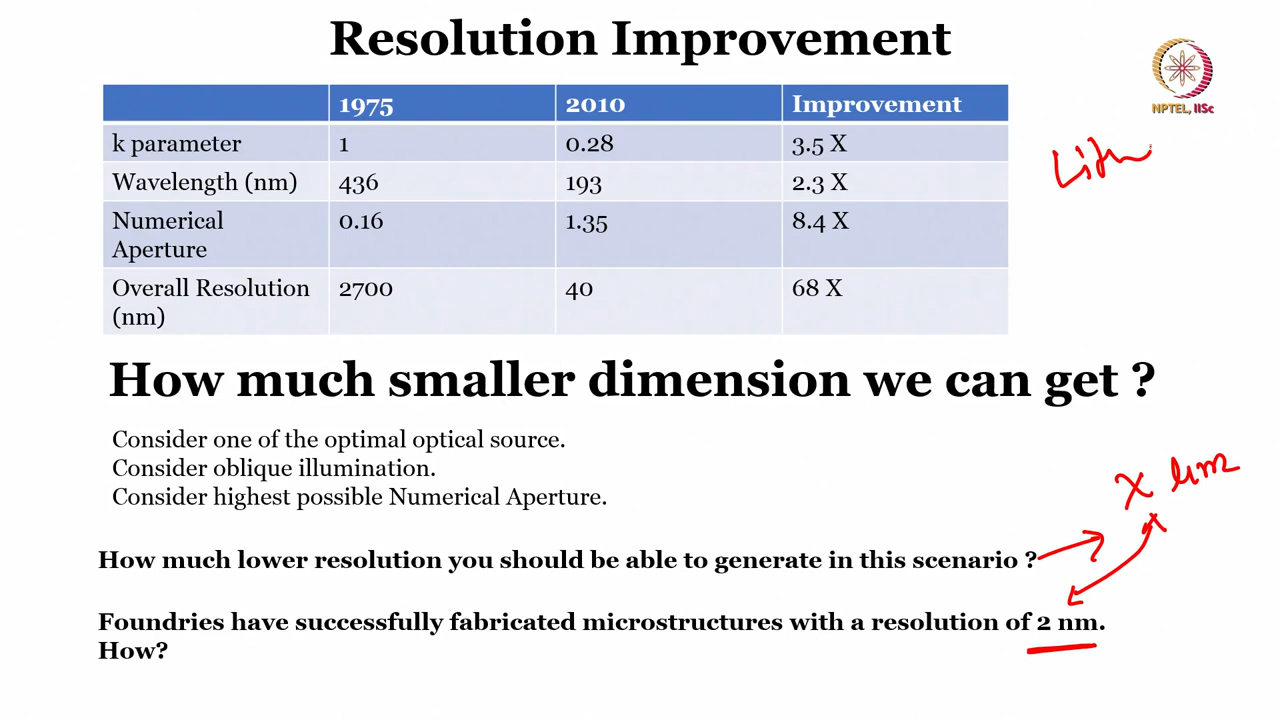 Resolution Improvement
NPTEL, IISc
1975 2010 Improvement
k parameter 1 0.28 3.5 X
Wavelength (nm) 436 193 2.3 X
Numerical 0.16 1.35 8.4 X
Aperture
Overall Resolution 2700 40 68 X
(nm)
Lith
How much smaller dimension we can get ?
Consider one of the optimal optical source.
Consider oblique illumination.
Consider highest possible Numerical Aperture.
X
How much lower resolution you should be able to generate in this scenario ?
Foundries have successfully fabricated microstructures with a resolution of 2 nm.
How?